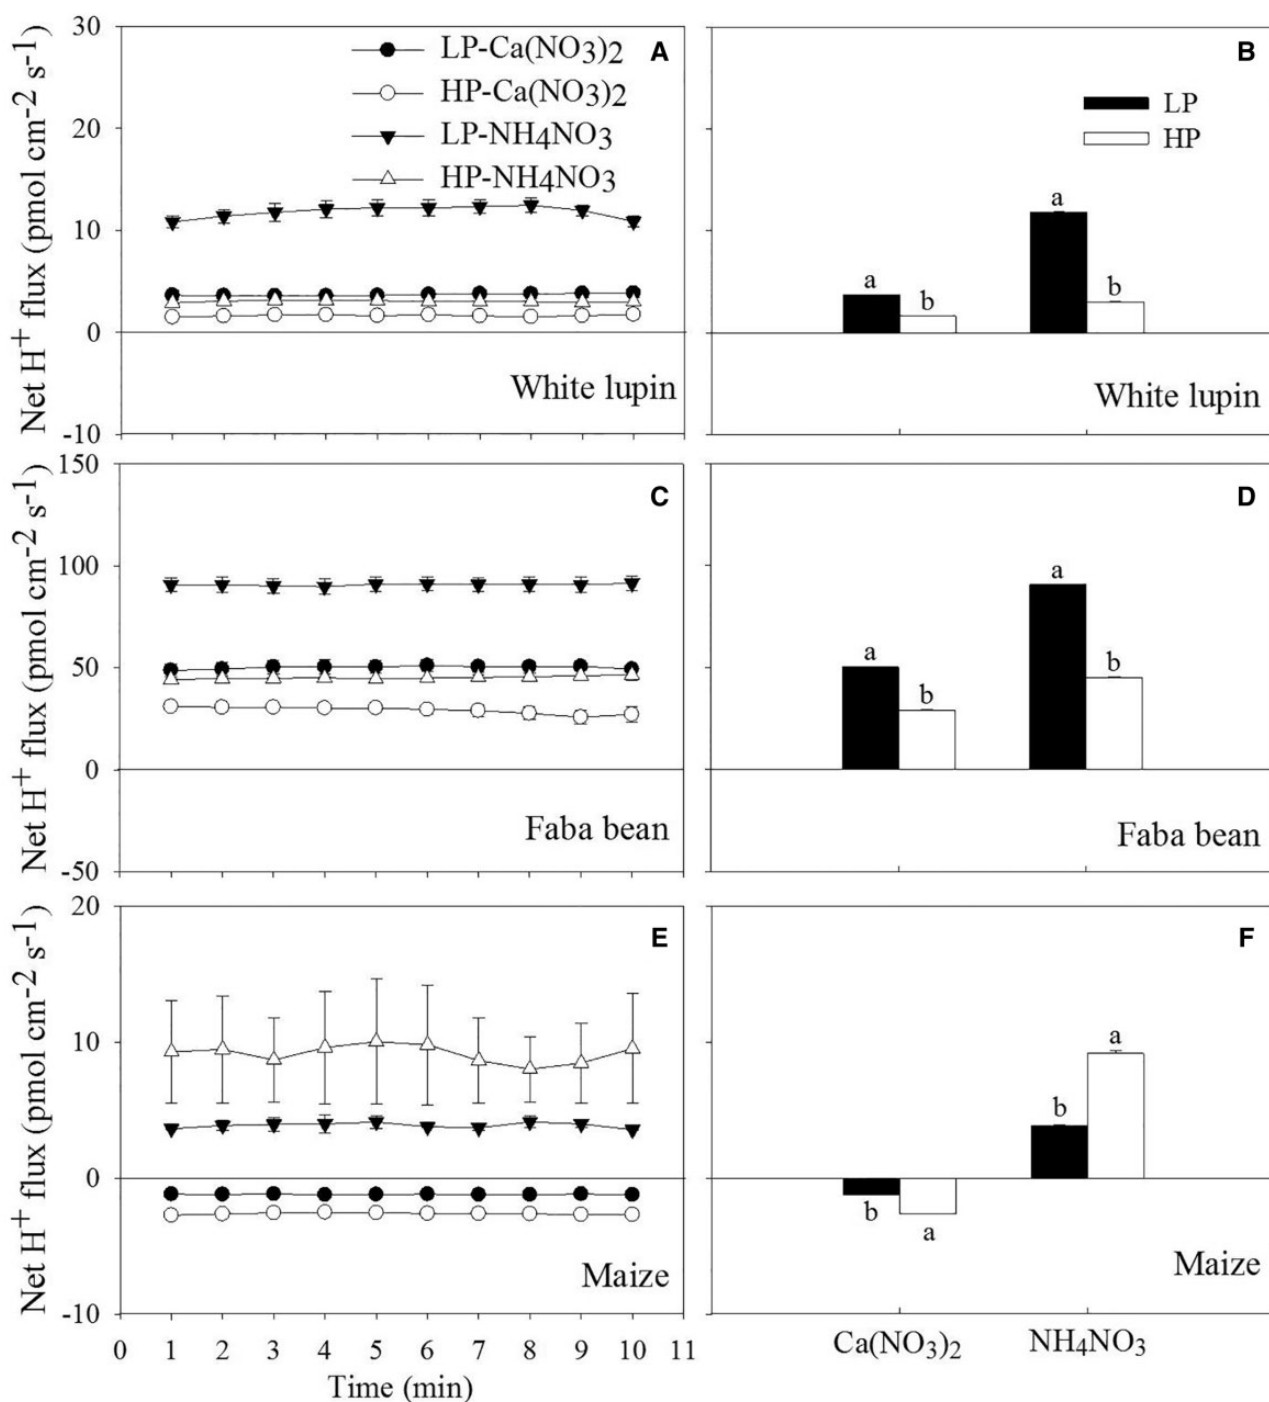 30
20
10
0
-10
Net H+ flux (pmol cm-2 s-1)
LP-Ca(NO3)2
HP-Ca(NO3)2
LP-NH4NO3
HP-NH4NO3
A
White lupin
B
LP
HP
a
b
a
b
White lupin
150
100
50
0
-50
Net H+ flux (pmol cm-2 s-1)
C
Faba bean
D
a
b
a
b
Faba bean
20
10
0
-10
Net H+ flux (pmol cm-2 s-1)
E
Maize
F
b
a
b
a
Maize
0 1 2 3 4 5 6 7 8 9 10 11
Time (min)
Ca(NO3)2 NH4NO3